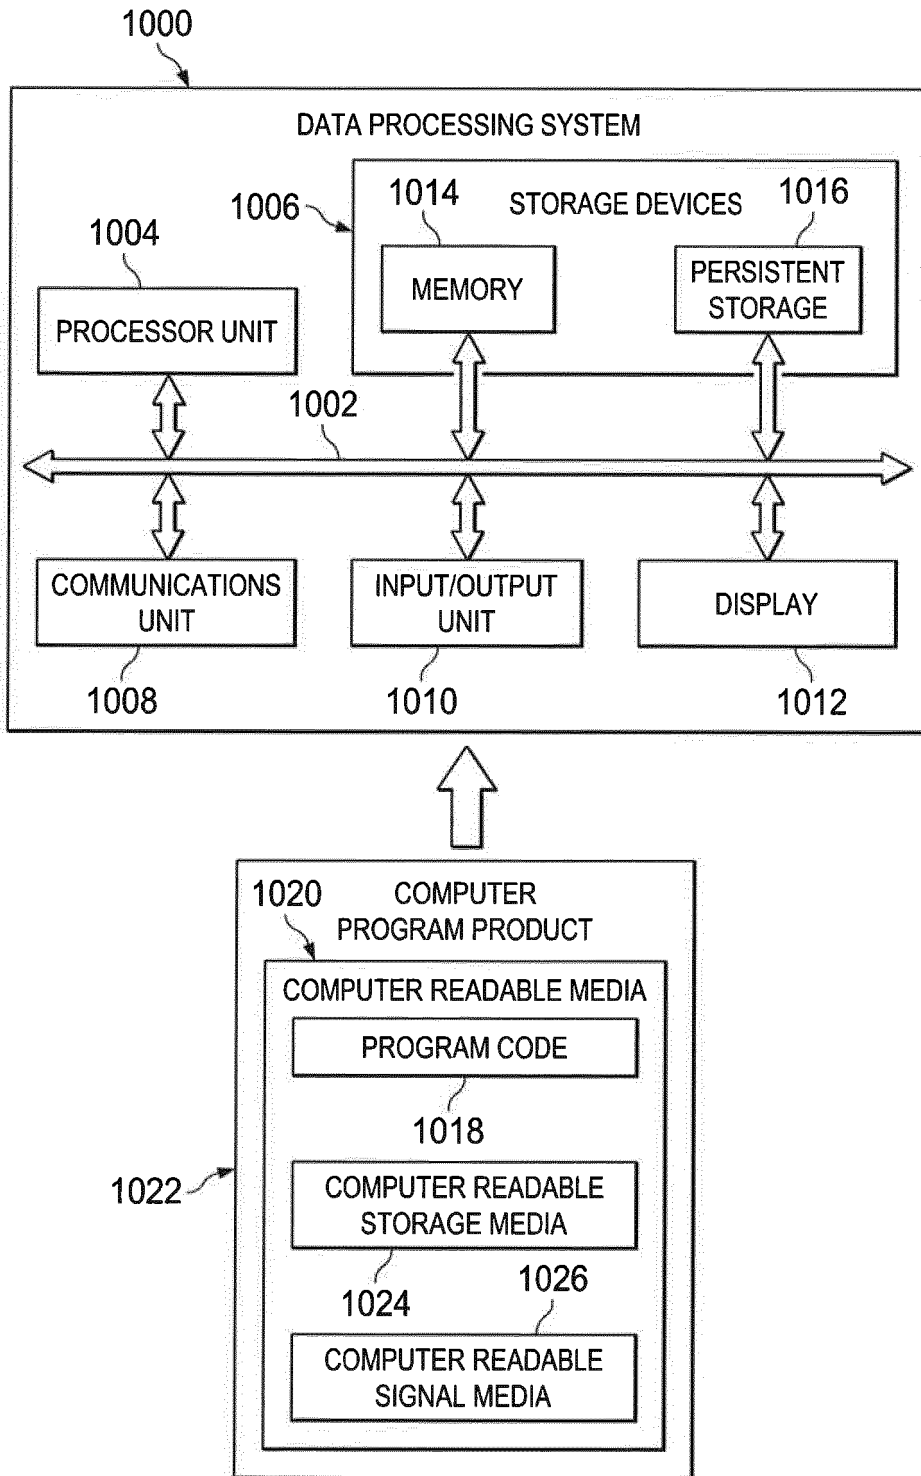 1000
DATA PROCESSING SYSTEM
1006
1014
STORAGE DEVICES
1016
1004
MEMORY
PERSISTENT
STORAGE
PROCESSOR UNIT
1002
COMMUNICATIONS
UNIT
INPUT/OUTPUT
UNIT
DISPLAY
1008
1010
1012
COMPUTER
PROGRAM PRODUCT
1020
COMPUTER READABLE MEDIA
PROGRAM CODE
1018
1022
COMPUTER READABLE
STORAGE MEDIA
1024
1026
COMPUTER READABLE
SIGNAL MEDIA